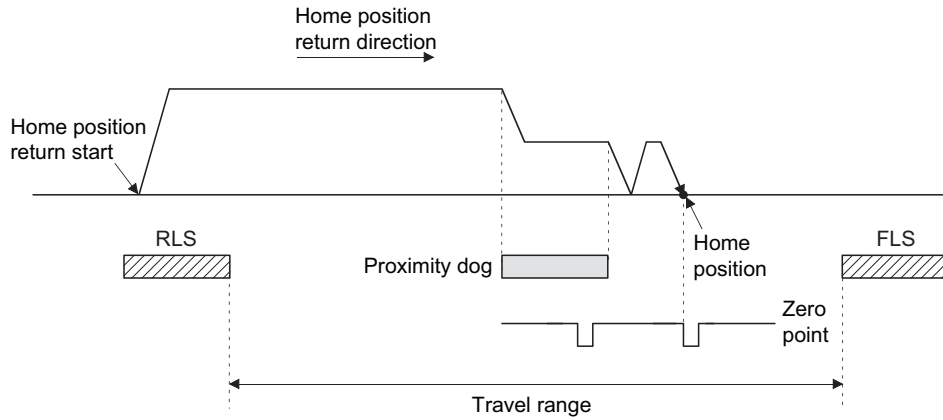 Home position
return direction
Home position
return start
RLS
Proximity dog
Home
position
FLS
Zero
point
Travel range